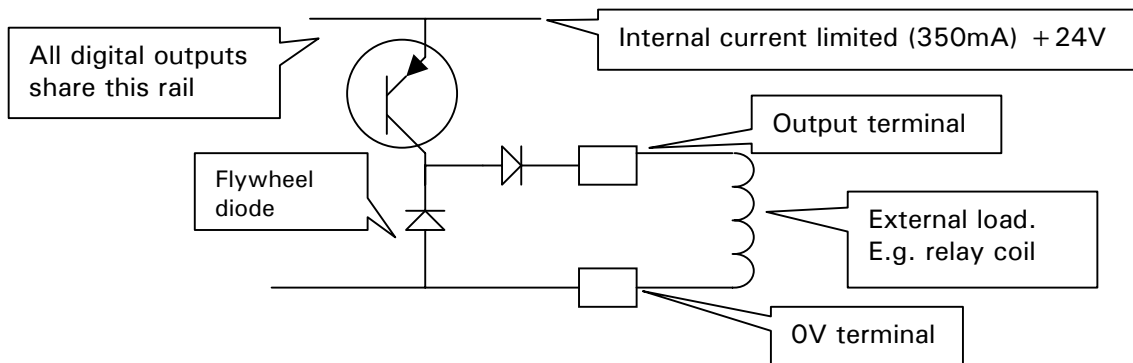 All digital outputs
share this rail
Internal current limited (350mA) +24V
Output terminal
Flywheel
diode
External load.
E.g. relay coil
0V terminal